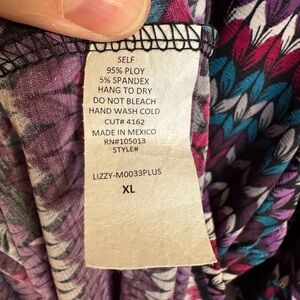 SELF
95% PLOY
5% SPANDEX
HANG TO DRY
DO NOT BLEACH
HAND WASH COLD
CUT# 4162
MADE IN MEXICO
RN#105013
STYLE#
LIZZY-M0033PLUS
XL